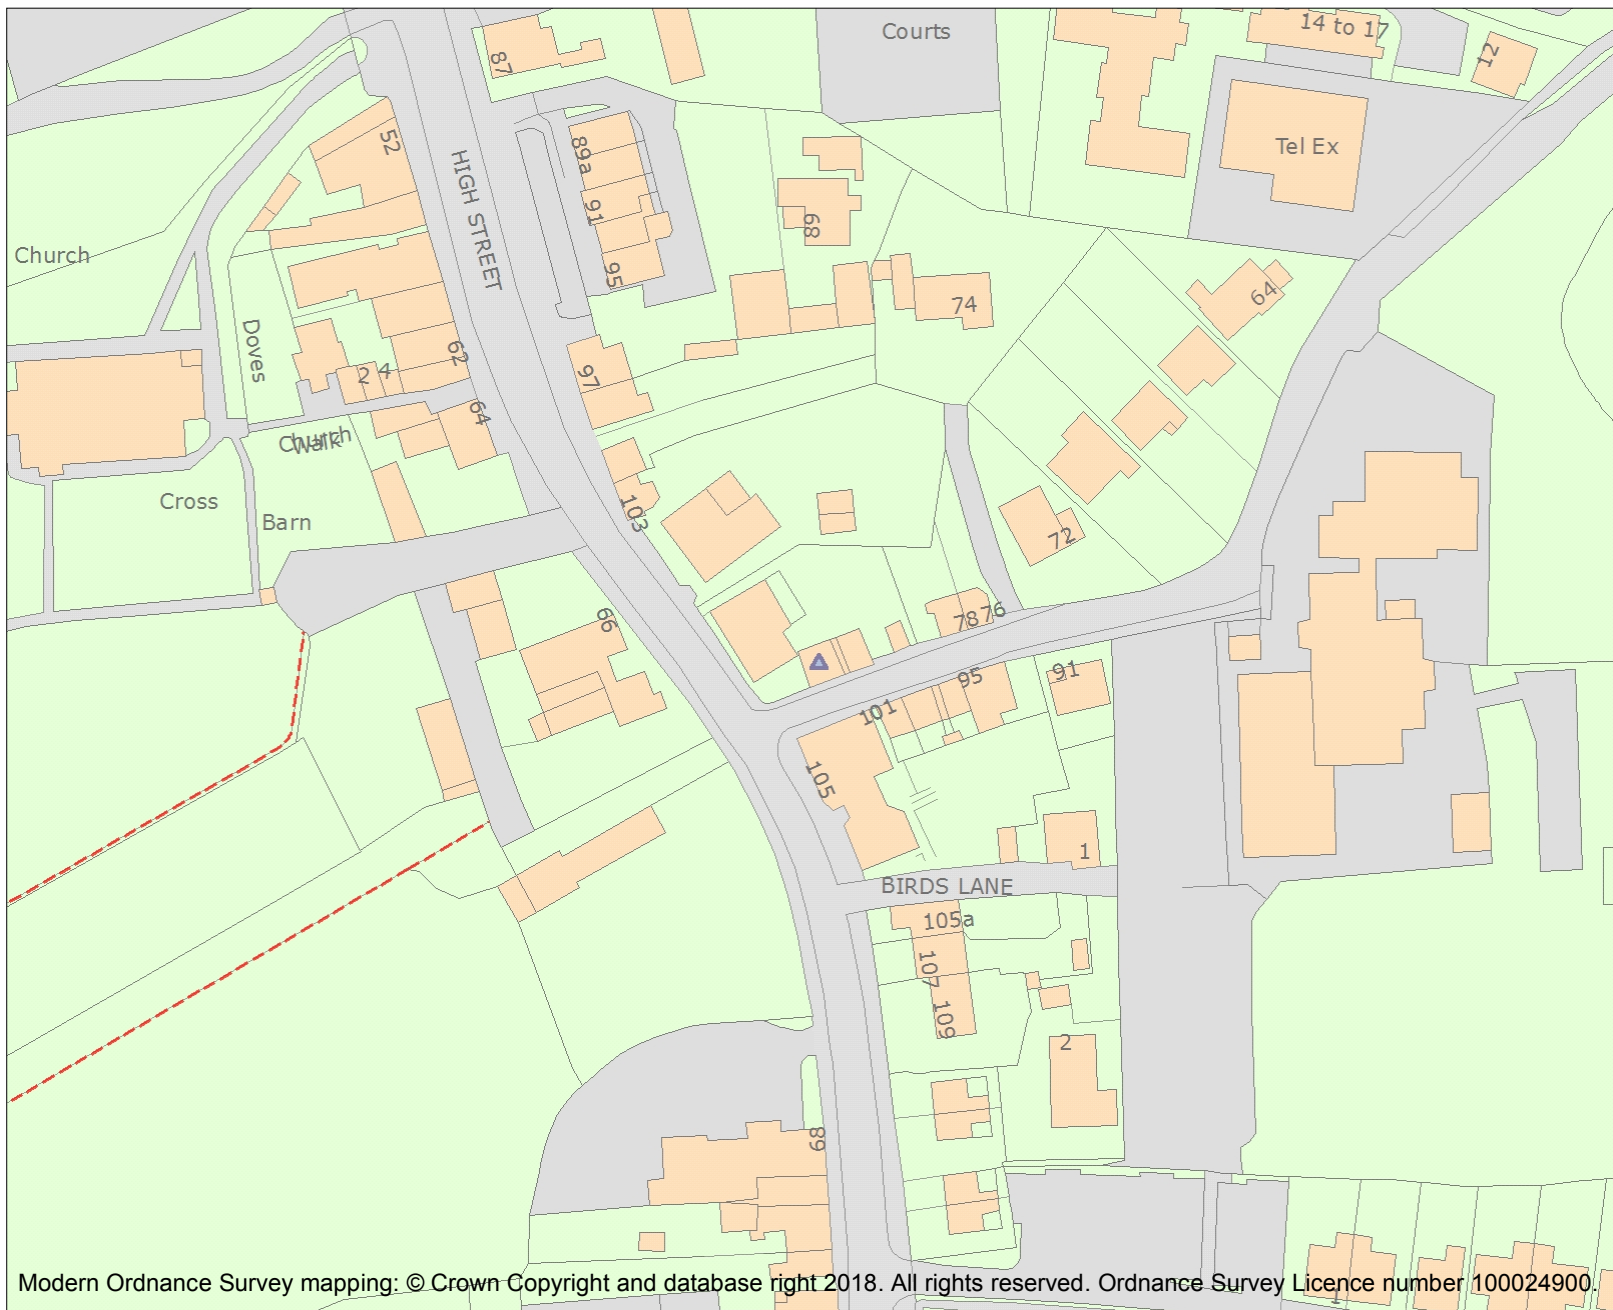 Courts
14 to 17
12
87
52
Tel Ex
89a
HIGH STREET
91
68
Church
95
74
64
Doves
62
2 4
97
64
Church
Walk
Cross
103
Barn
72
66
78 76
95
91
101
105
1
BIRDS LANE
105a
107
109
2
68
1
Modern Ordnance Survey mapping: © Crown Copyright and database right 2018. All rights reserved. Ordnance Survey Licence number 100024900.